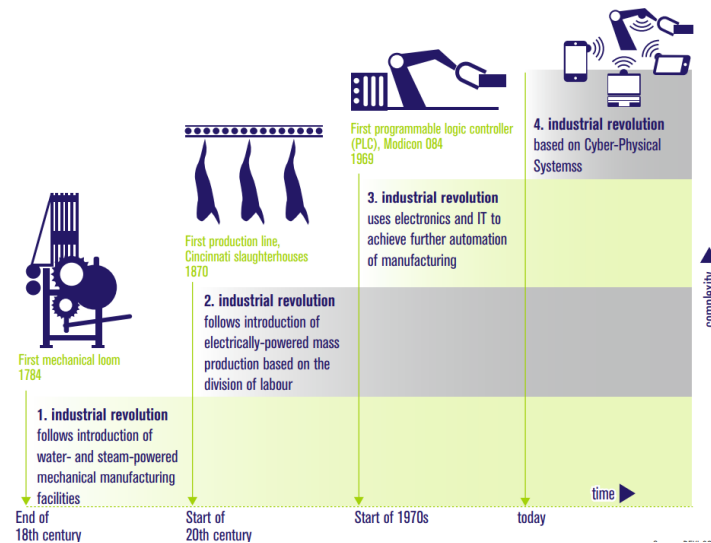 First programmable logic controller
(PLC), Modicon 084
1969
4. industrial revolution
based on Cyber-Physical
Systemss
3. industrial revolution
uses electronics and IT to
achieve further automation
of manufacturing
First production line,
Cincinnati slaughterhouses
1870
2. industrial revolution
follows introduction of
electrically-powered mass
production based on the
division of labour
First mechanical loom
1784
1. industrial revolution
follows introduction of
water- and steam-powered
mechanical manufacturing
facilities
complexity
time
End of
18th century
Start of
20th century
Start of 1970s
today